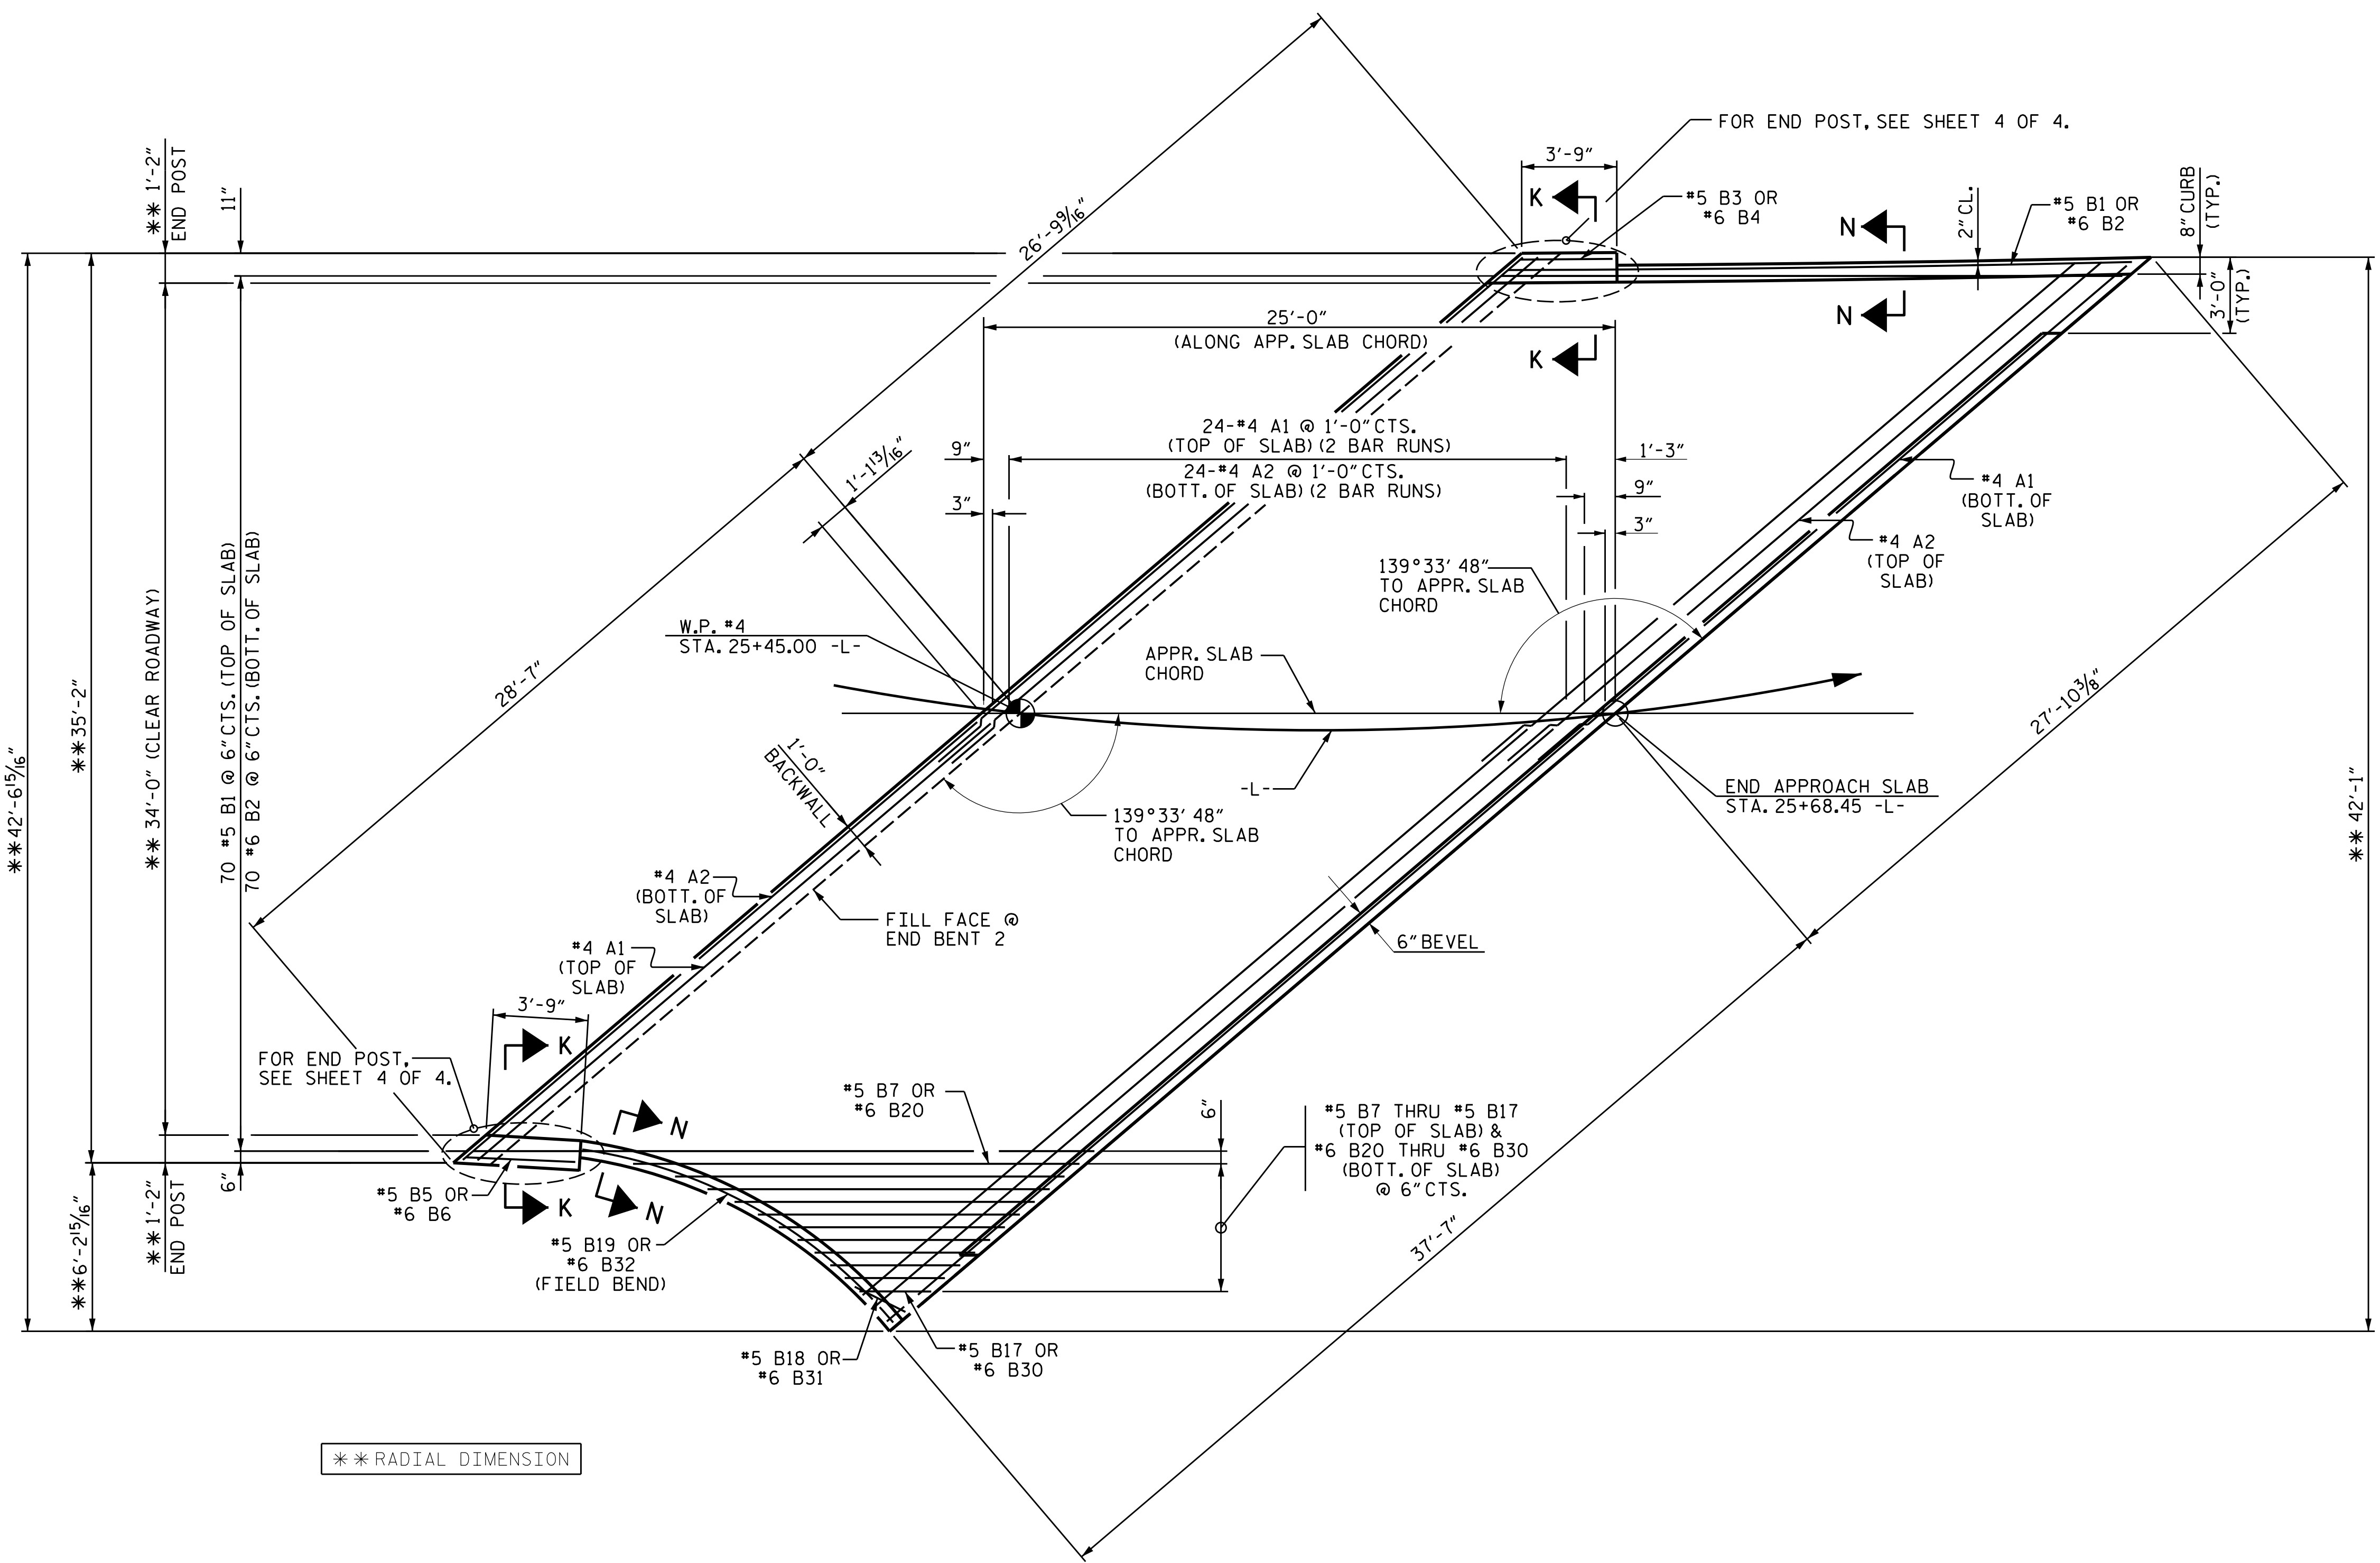 FOR END POST, SEE SHEET 4 OF 4.
3'-9"
K
#5 B3 OR
#6 B4
N
2" CL.
#5 B1 OR
#6 B2
8" CURB
(TYP.)
3'-0"
(TYP.)
** 1'-2"
END POST
11"
26'-9 9/16"
K
N
25'-0"
(ALONG APP. SLAB CHORD)
24-#4 A1 @ 1'-0" CTS.
(TOP OF SLAB) (2 BAR RUNS)
24-#4 A2 @ 1'-0" CTS.
(BOTT. OF SLAB) (2 BAR RUNS)
9"
1'-3"
1'-1 13/16"
3"
9"
3"
#4 A1
(BOTT. OF
SLAB)
#4 A2
(TOP OF
SLAB)
139°33'48"
TO APPR. SLAB
CHORD
W.P. #4
STA. 25+45.00 -L-
APPR. SLAB
CHORD
28'-7"
27'-10 3/8"
**42'-6 15/16"
**35'-2"
** 34'-0" (CLEAR ROADWAY)
70 #5 B1 @ 6" CTS. (TOP OF SLAB)
70 #6 B2 @ 6" CTS. (BOTT. OF SLAB)
1'-0"
BACKWALL
-L-
139°33'48"
TO APPR. SLAB
CHORD
END APPROACH SLAB
STA. 25+68.45 -L-
** 42'-1"
#4 A2
(BOTT. OF
SLAB)
FILL FACE @
END BENT 2
6" BEVEL
#4 A1
(TOP OF
SLAB)
3'-9"
K
FOR END POST,
SEE SHEET 4 OF 4.
N
#5 B7 OR
#6 B20
6"
#5 B7 THRU #5 B17
(TOP OF SLAB) &
#6 B20 THRU #6 B30
(BOTT. OF SLAB)
@ 6" CTS.
6"
#5 B5 OR
#6 B6
K
N
**6'-2 15/16"
**1'-2"
END POST
#5 B19 OR
#6 B32
(FIELD BEND)
37'-7"
#5 B18 OR
#6 B31
#5 B17 OR
#6 B30
** RADIAL DIMENSION